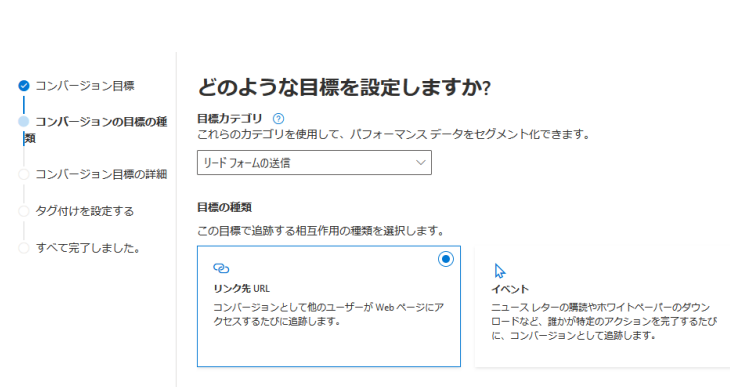 コンバージョン目標
コンバージョンの目標の種
類
コンバージョン目標の詳細
タグ付けを設定する
すべて完了しました。
どのような目標を設定しますか?
目標カテゴリ
これらのカテゴリを使用して、パフォーマンス データをセグメント化できます。
リード フォームの送信
目標の種類
この目標で追跡する相互作用の種類を選択します。
リンク先 URL
コンバージョンとして他のユーザーが Web ページにア
クセスするたびに追跡します。
イベント
ニュース レターの購読やホワイトペーパーのダウン
ロードなど、誰かが特定のアクションを完了するたび
に、コンバージョンとして追跡します。